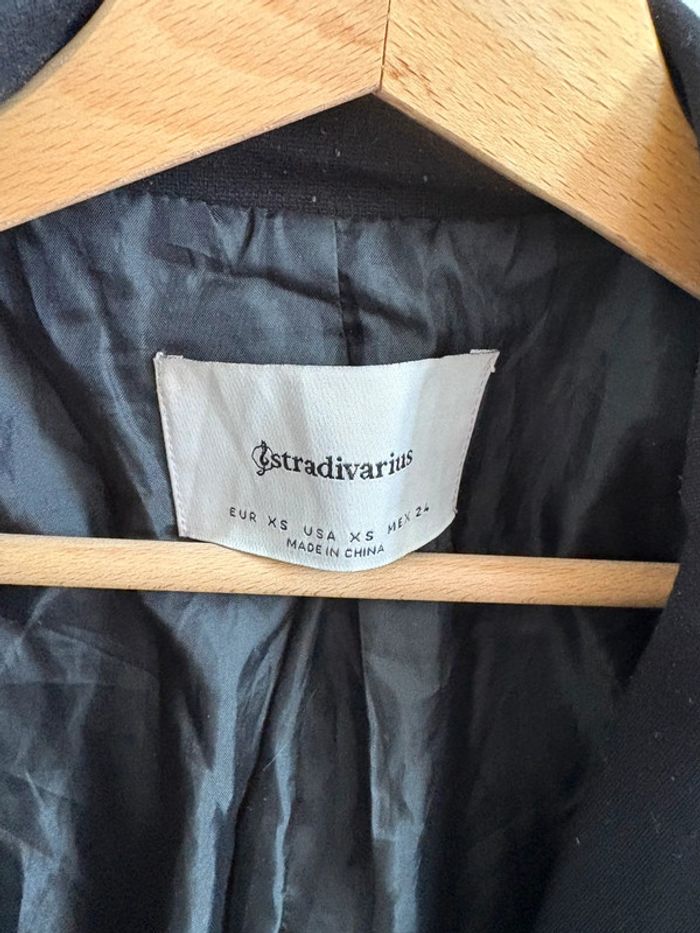 stradivarius
EUR XS USA XS MEX 24
MADE IN CHINA